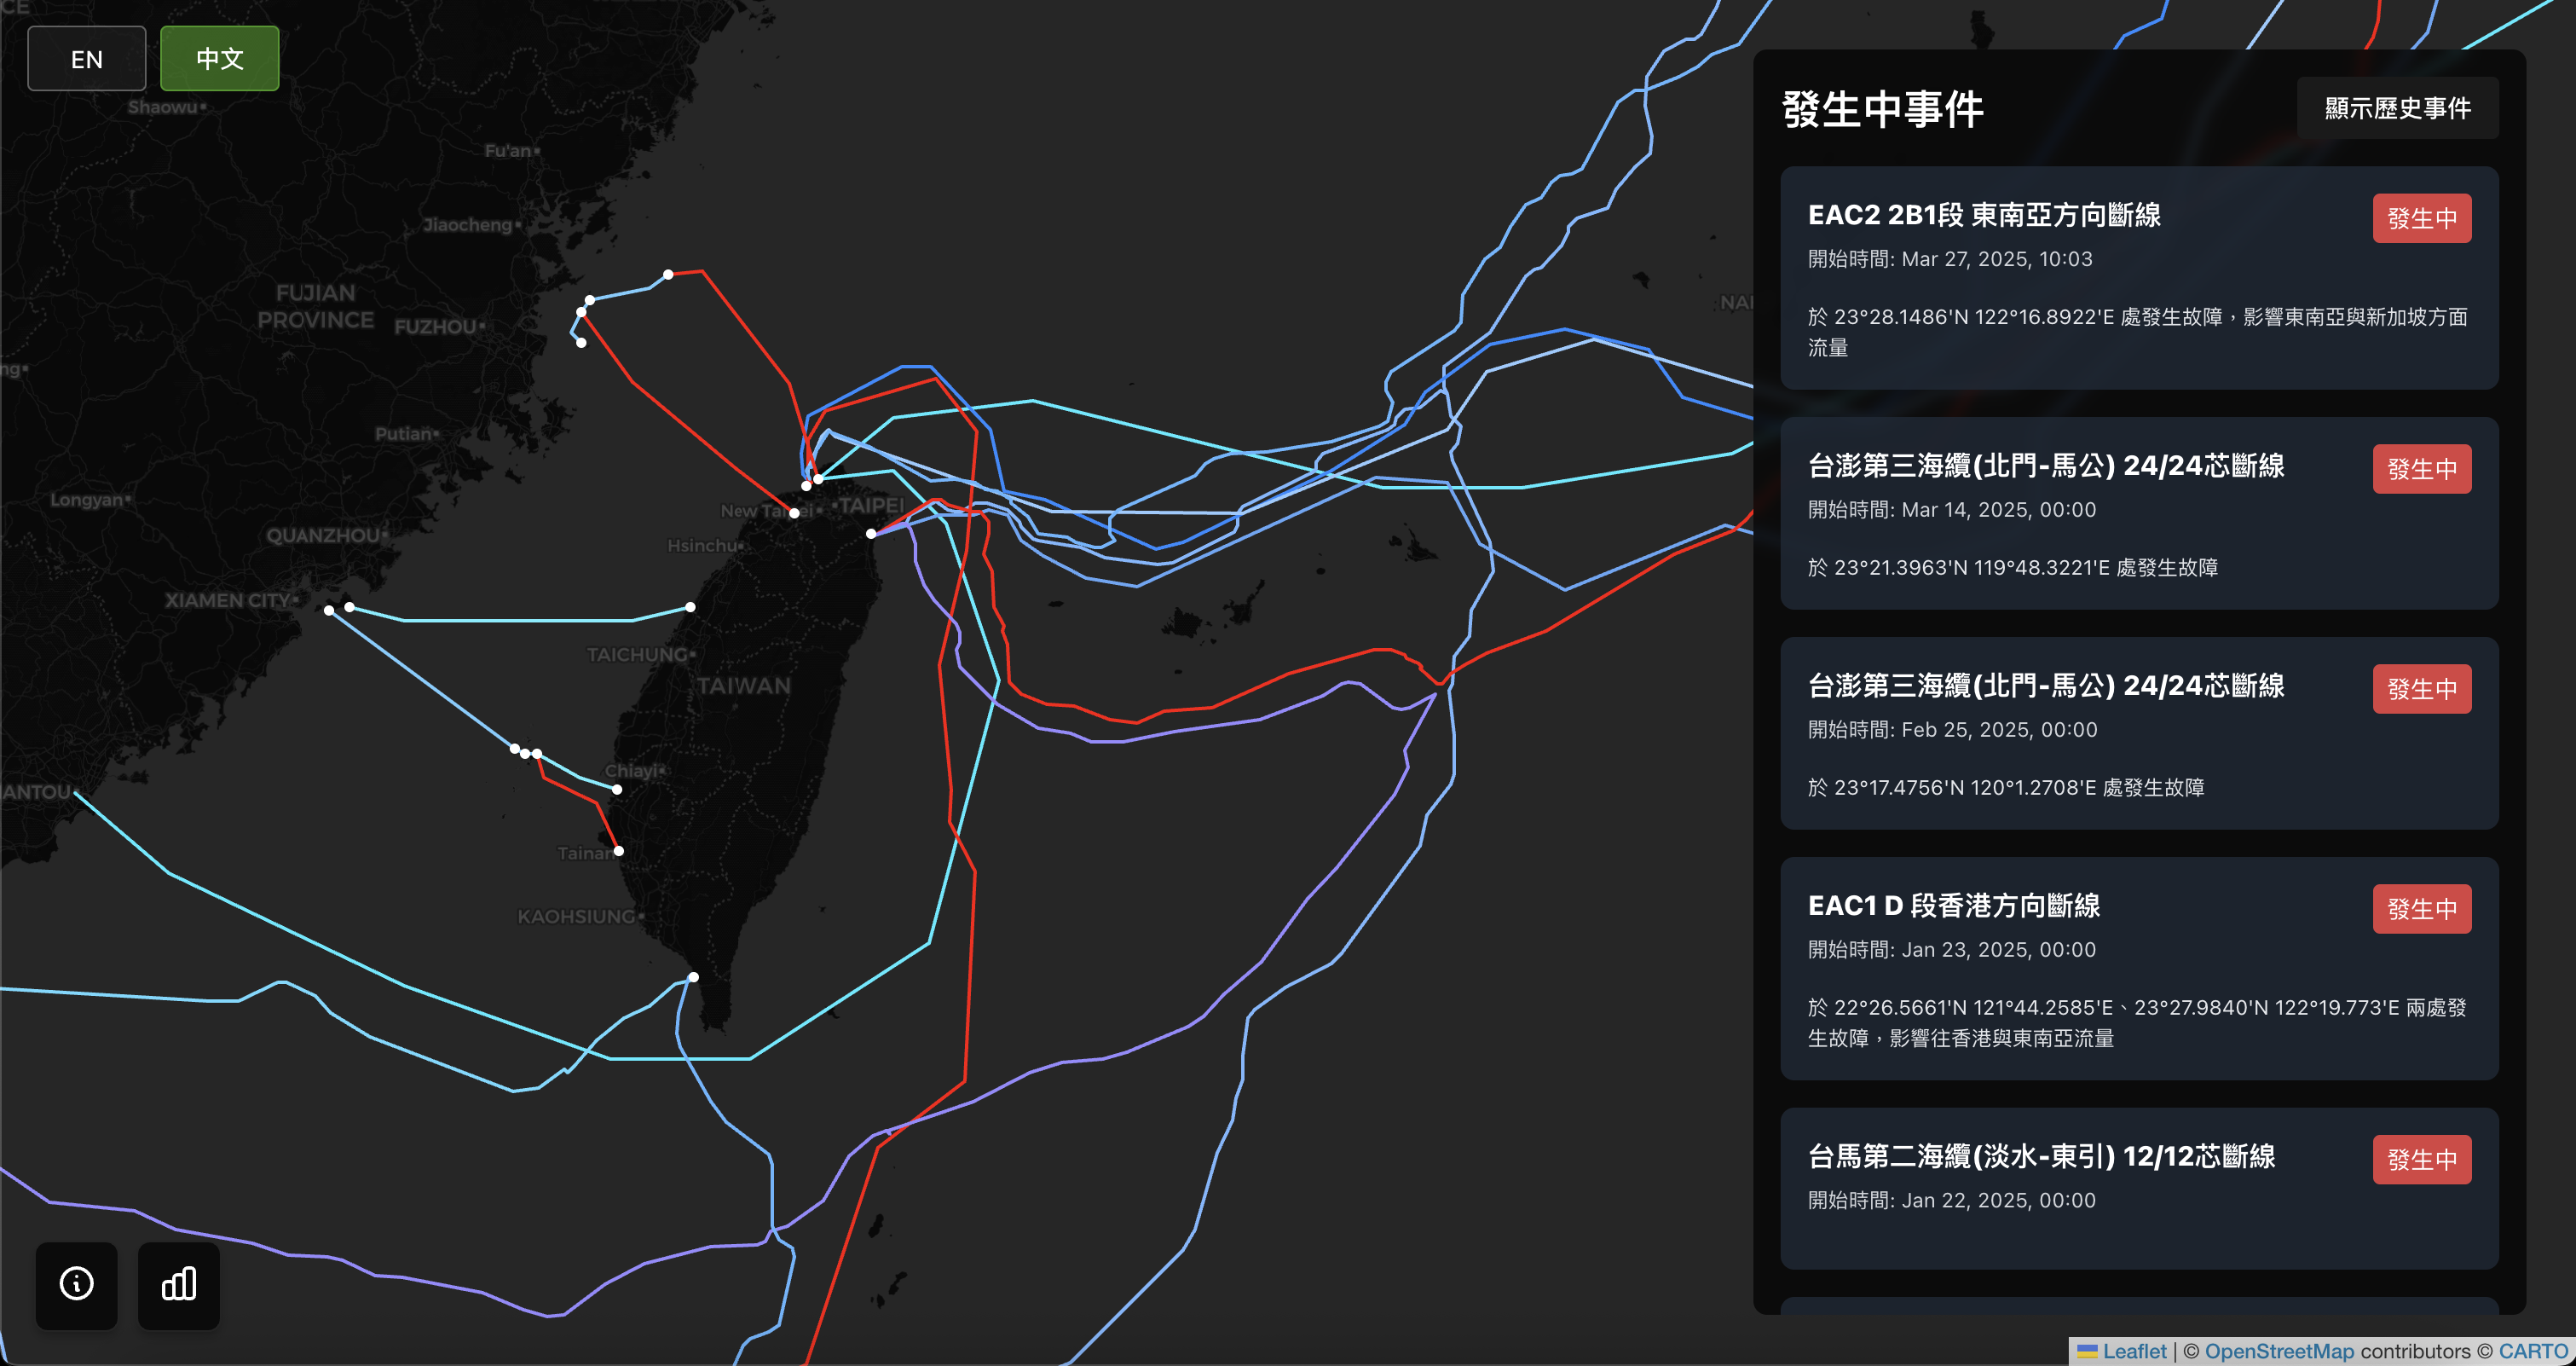 EN
中文
Shaowu
Fu'an
Jiaocheng
FUJIAN
PROVINCE
FUZHOU
Putian
Longyan
QUANZHOU
XIAMEN CITY
TAIPEI
Hsinchu
TAICHUNG
TAIWAN
Chiayi
Tainan
KAOHSIUNG
發生中事件
顯示歷史事件
EAC2 2B1段 東南亞方向斷線
發生中
開始時間: Mar 27, 2025, 10:03
於 23°28.1486'N 122°16.8922'E 處發生故障，影響東南亞與新加坡方面
流量
台澎第三海纜(北門-馬公) 24/24芯斷線
發生中
開始時間: Mar 14, 2025, 00:00
於 23°21.3963'N 119°48.3221'E 處發生故障
台澎第三海纜(北門-馬公) 24/24芯斷線
發生中
開始時間: Feb 25, 2025, 00:00
於 23°17.4756'N 120°1.2708'E 處發生故障
EAC1 D 段香港方向斷線
發生中
開始時間: Jan 23, 2025, 00:00
於 22°26.5661'N 121°44.2585'E、23°27.9840'N 122°19.773'E 兩處發
生故障，影響往香港與東南亞流量
台馬第二海纜(淡水-東引) 12/12芯斷線
發生中
開始時間: Jan 22, 2025, 00:00
Leaflet | © OpenStreetMap contributors © CARTO